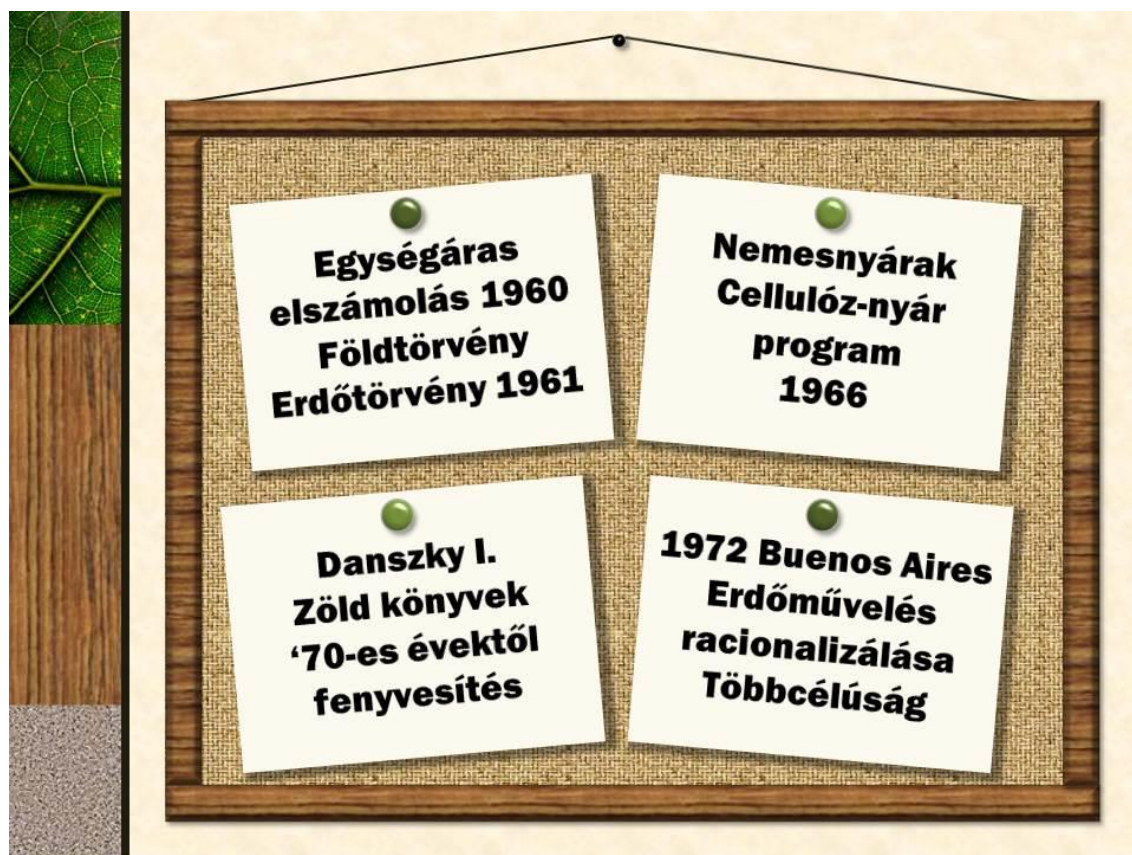 Egységáras
elszámolás 1960
Földtörvény
Erdőtörvény 1961
Nemesnyárak
Cellulóz-nyár
program
1966
Danszky I.
Zöld könyvek
‘70-es évektől
fenyvesítés
1972 Buenos Aires
Erdőművelés
racionalizálása
Többcélúság